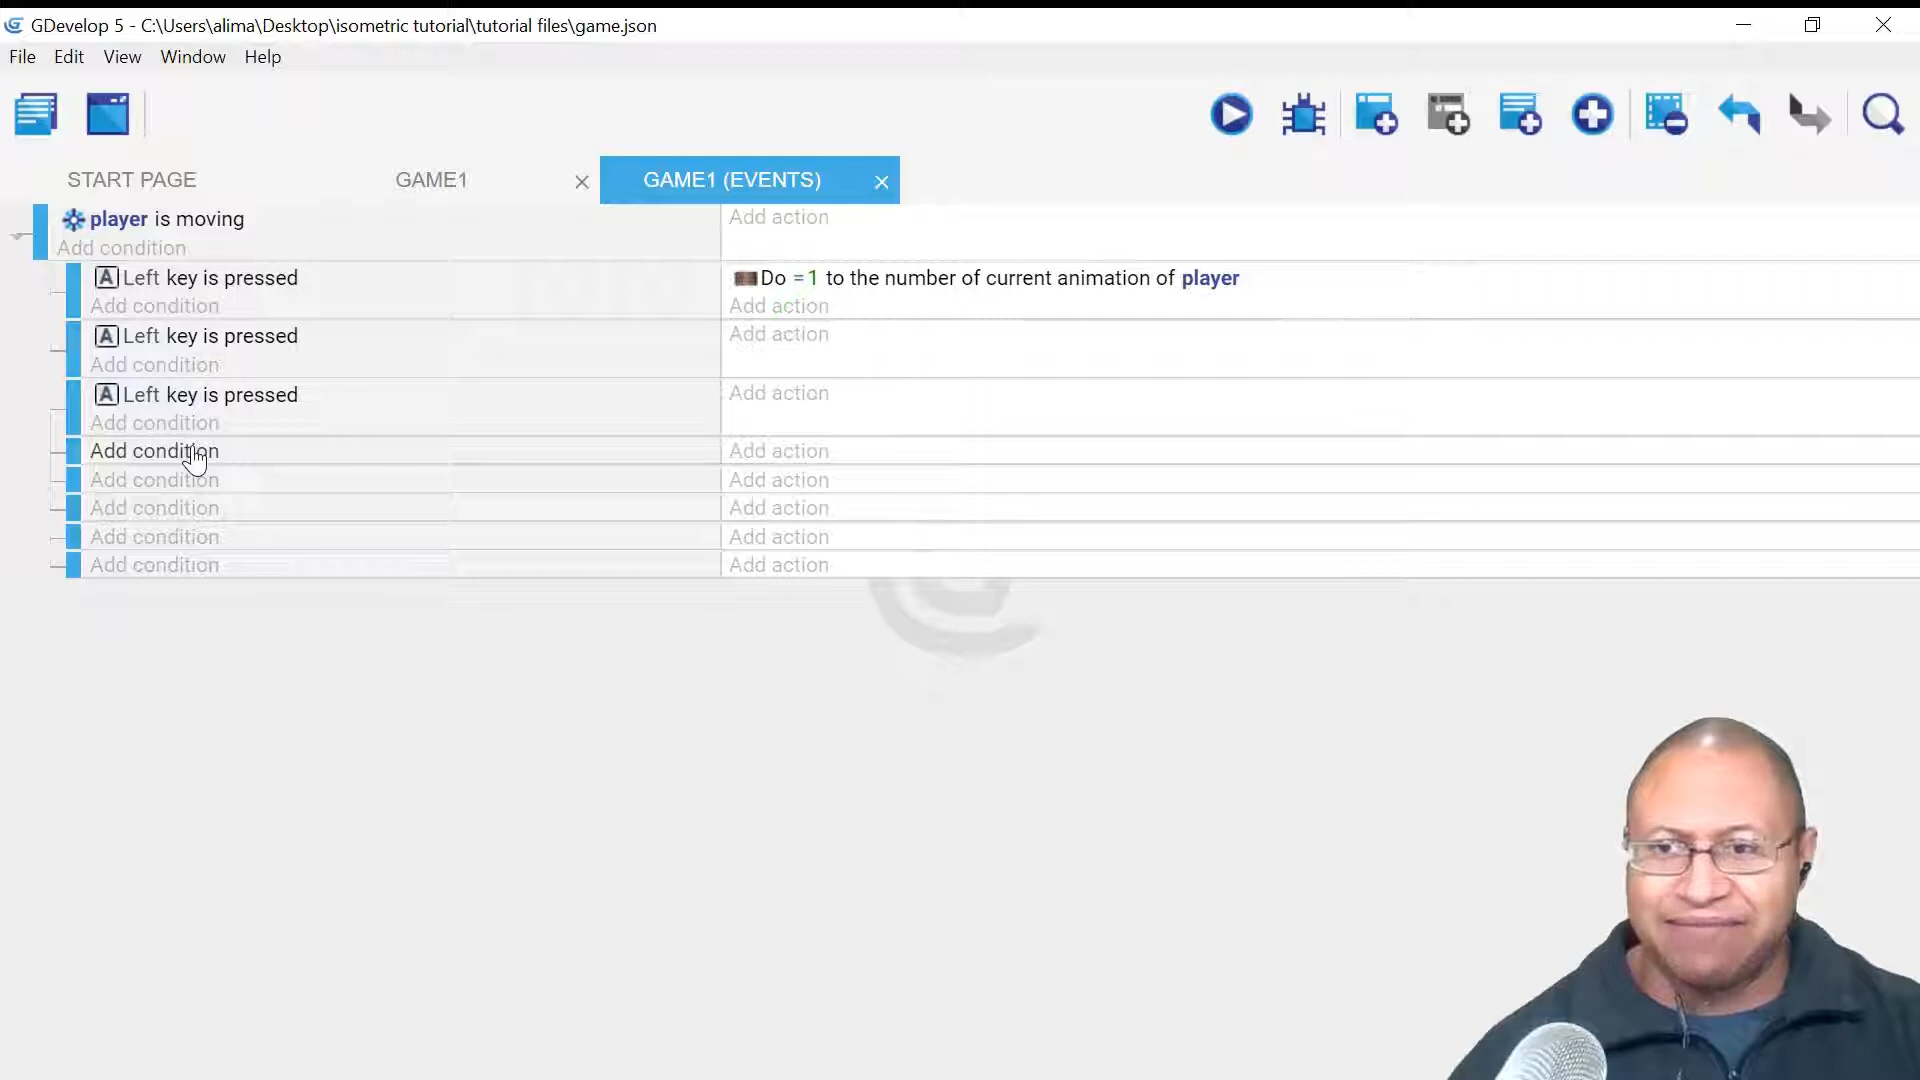 GDevelop 5 - C:\Users\alima\Desktop\isometric tutorial\tutorial files\game.json
File Edit View Window Help
START PAGE GAME1 GAME1 (EVENTS)
player is moving Add action
Add condition
A Left key is pressed Do =1 to the number of current animation of player
Add condition Add action
A Left key is pressed Add action
Add condition
A Left key is pressed Add action
Add condition
Add condition Add action
Add condition Add action
Add condition Add action
Add condition Add action
Add condition Add action